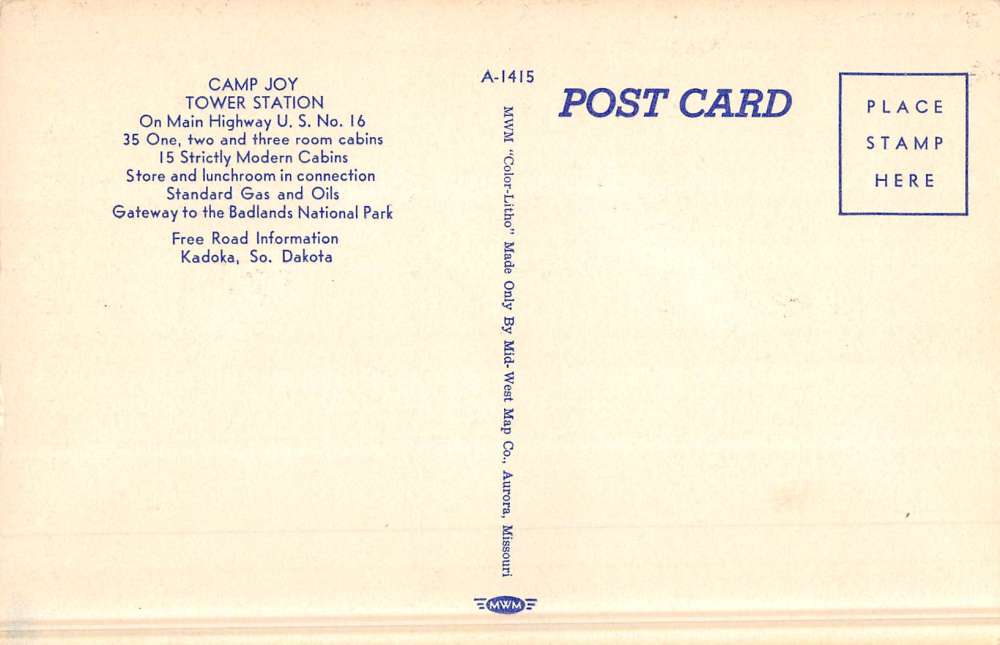 CAMP JOY
TOWER STATION
On Main Highway U. S. No. 16
35 One, two and three room cabins
15 Strictly Modern Cabins
Store and lunchroom in connection
Standard Gas and Oils
Gateway to the Badlands National Park
Free Road Information
Kadoka, So. Dakota
A-1415
MWM "Color-Litho" Made Only By Mid-West Map Co., Aurora, Missouri
MWM
POST CARD
PLACE
STAMP
HERE